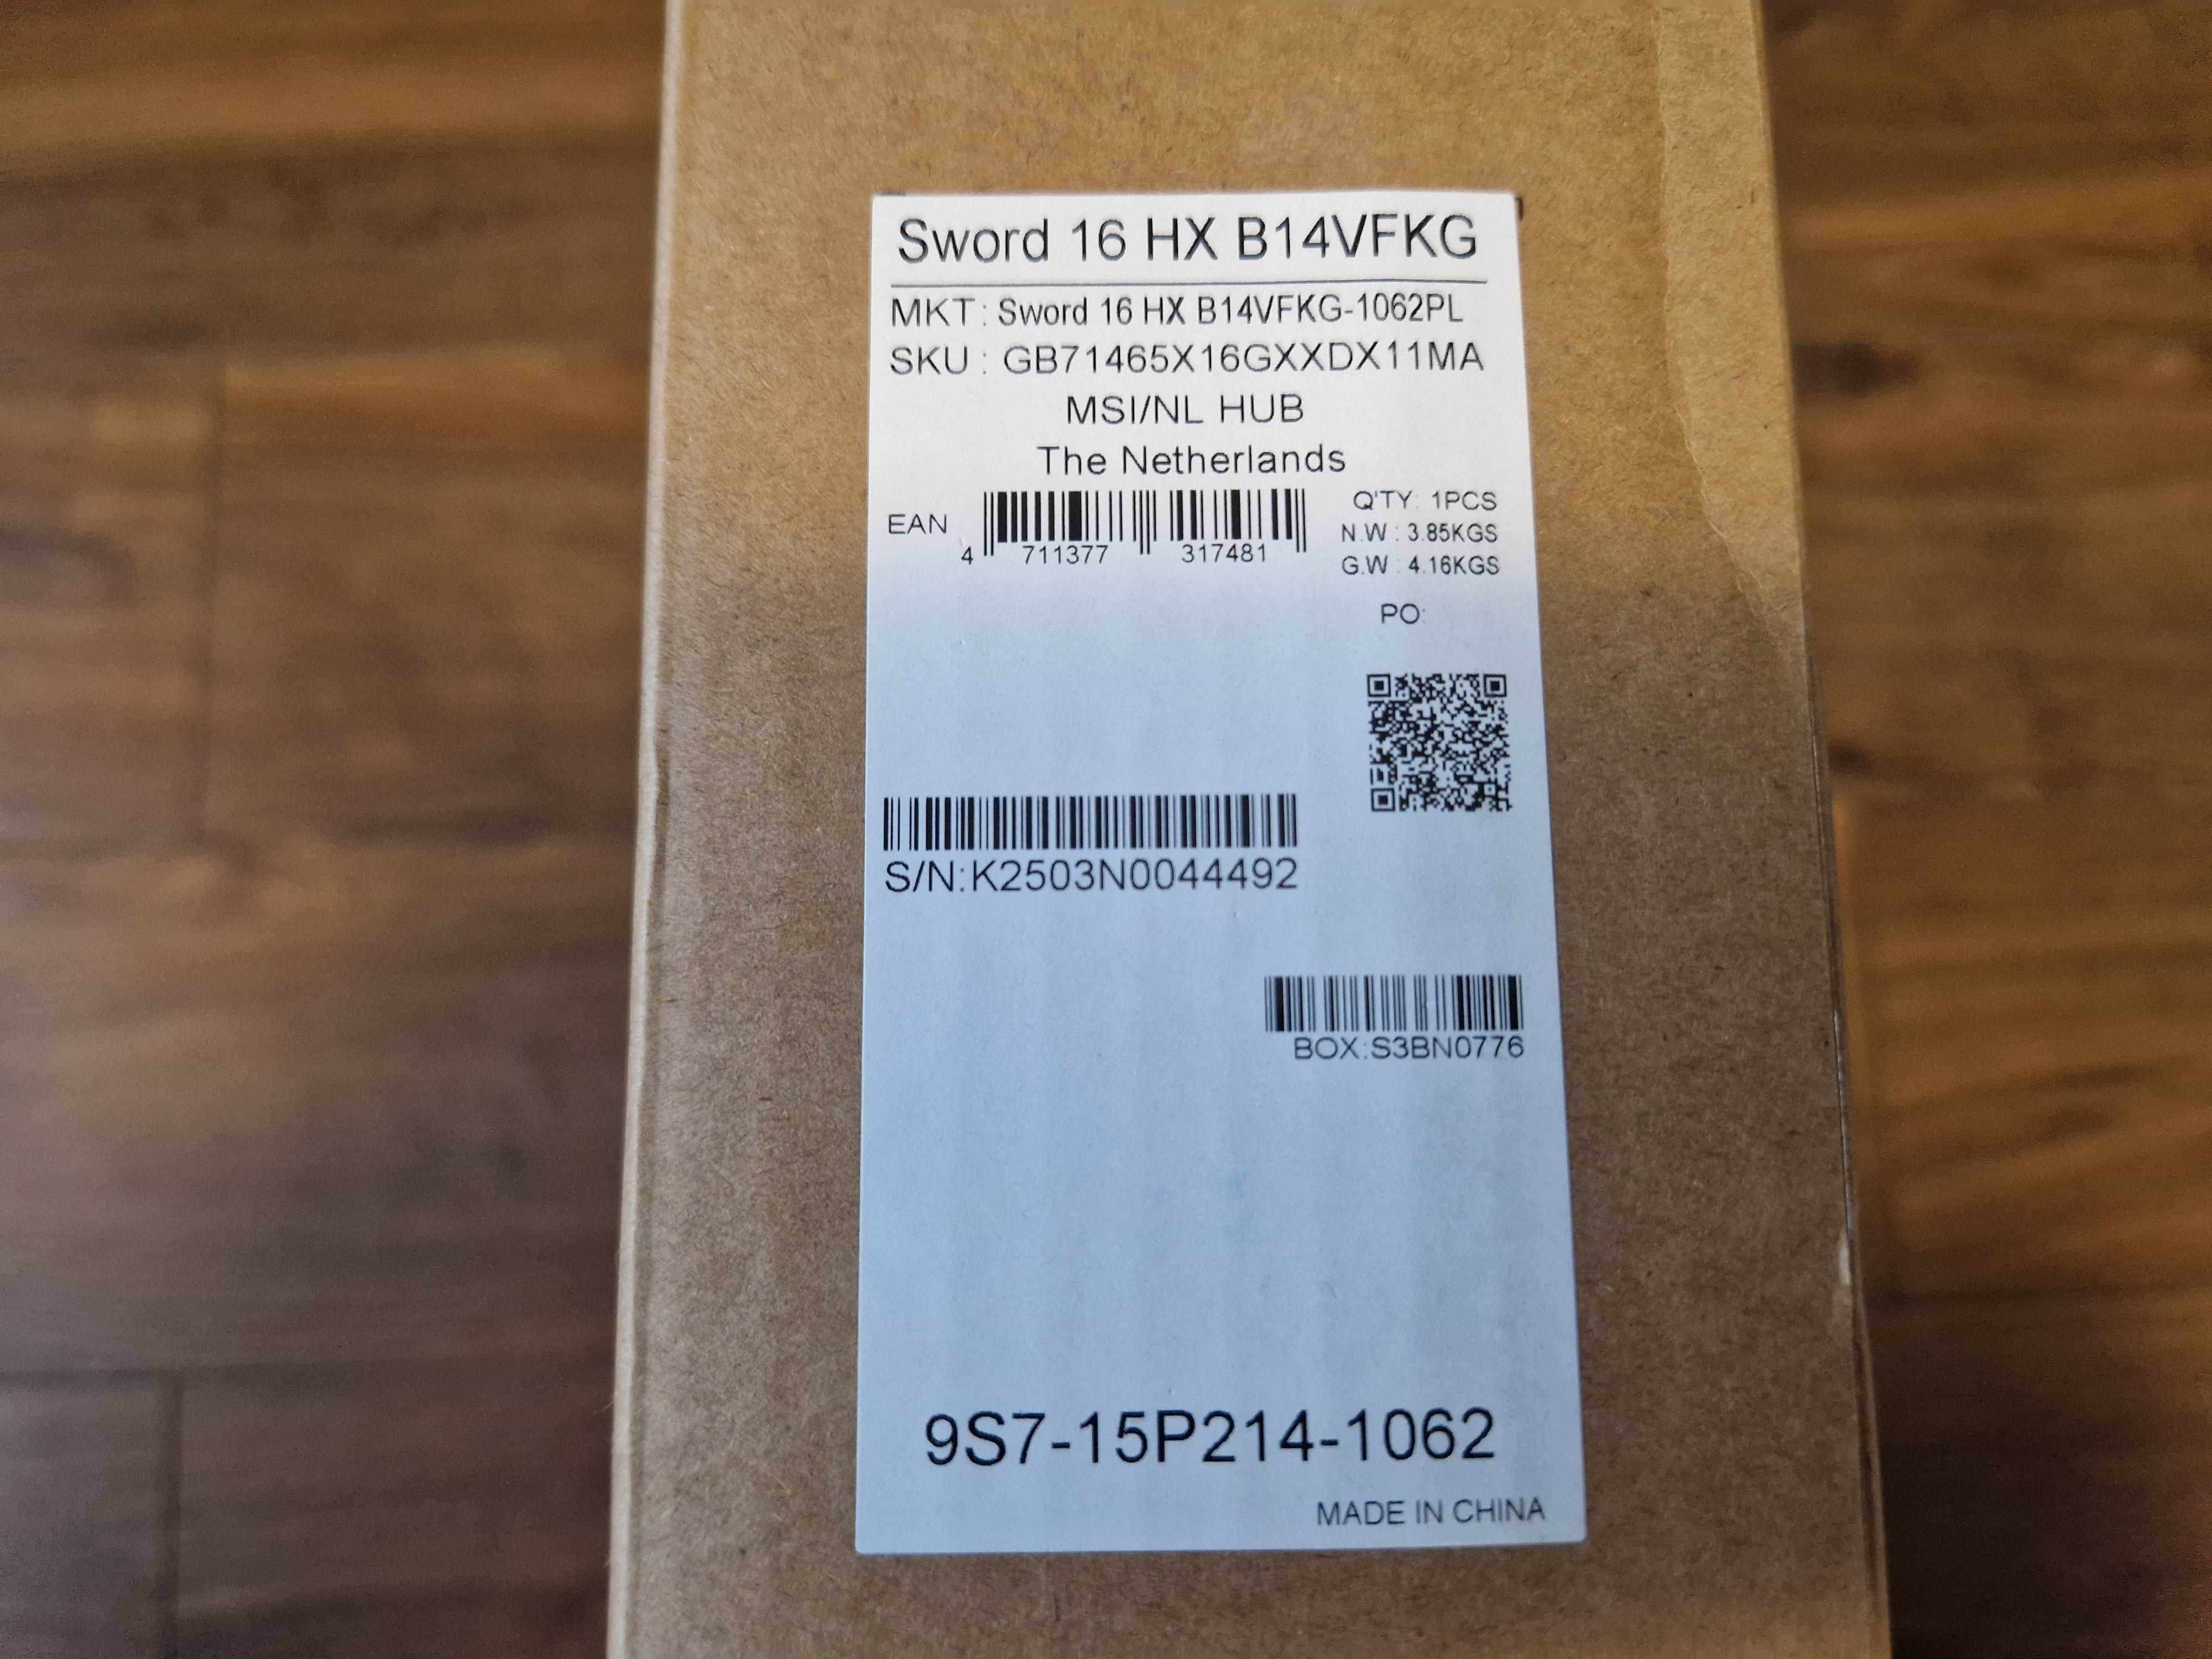 Sword 16 HX B14VFKG
MKT: Sword 16 HX B14VFKG-1062PL
SKU : GB71465X16GXXDX11MA
MSI/NL HUB
The Netherlands
EAN
4 711377 317481
Q'TY: 1PCS
N.W : 3.85KGS
G.W : 4.16KGS
PO:
S/N:K2503N0044492
BOX:S3BN0776
9S7-15P214-1062
MADE IN CHINA